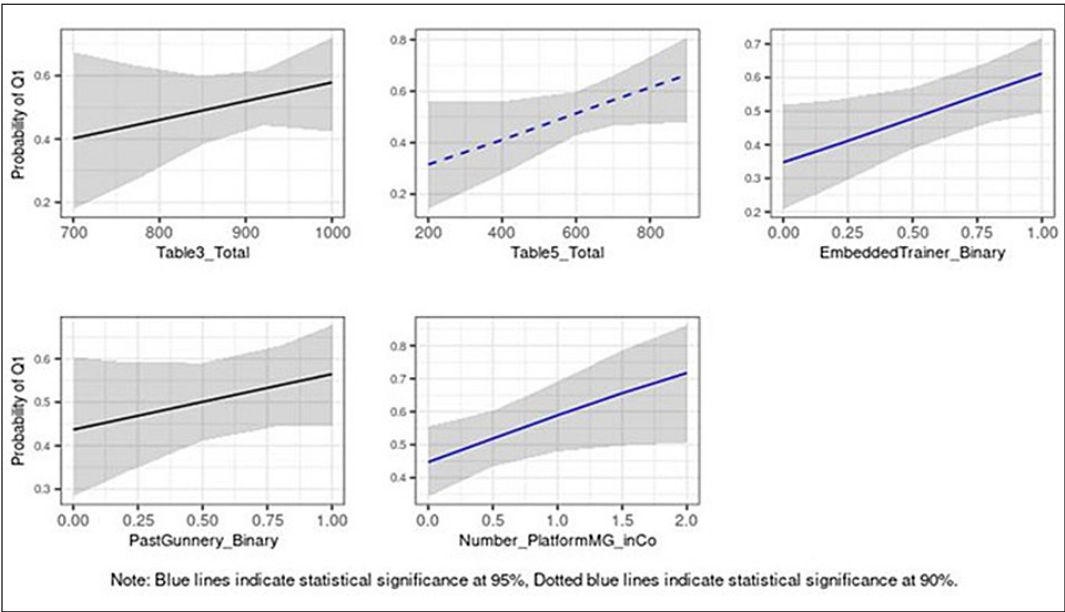 Probability of Q1
0.6
0.4
0.2
700 800 900 1000
Table3_Total
0.8
0.6
0.4
0.2
200 400 600 800
Table5_Total
0.7
0.6
0.5
0.4
0.3
0.2
0.00 0.25 0.50 0.75 1.00
EmbeddedTrainer_Binary
Probability of Q1
0.6
0.5
0.4
0.3
0.00 0.25 0.50 0.75 1.00
PastGunnery_Binary
0.8
0.7
0.6
0.5
0.4
0.0 0.5 1.0 1.5 2.0
Number_PlatformMG_inCo
Note: Blue lines indicate statistical significance at 95%, Dotted blue lines indicate statistical significance at 90%.